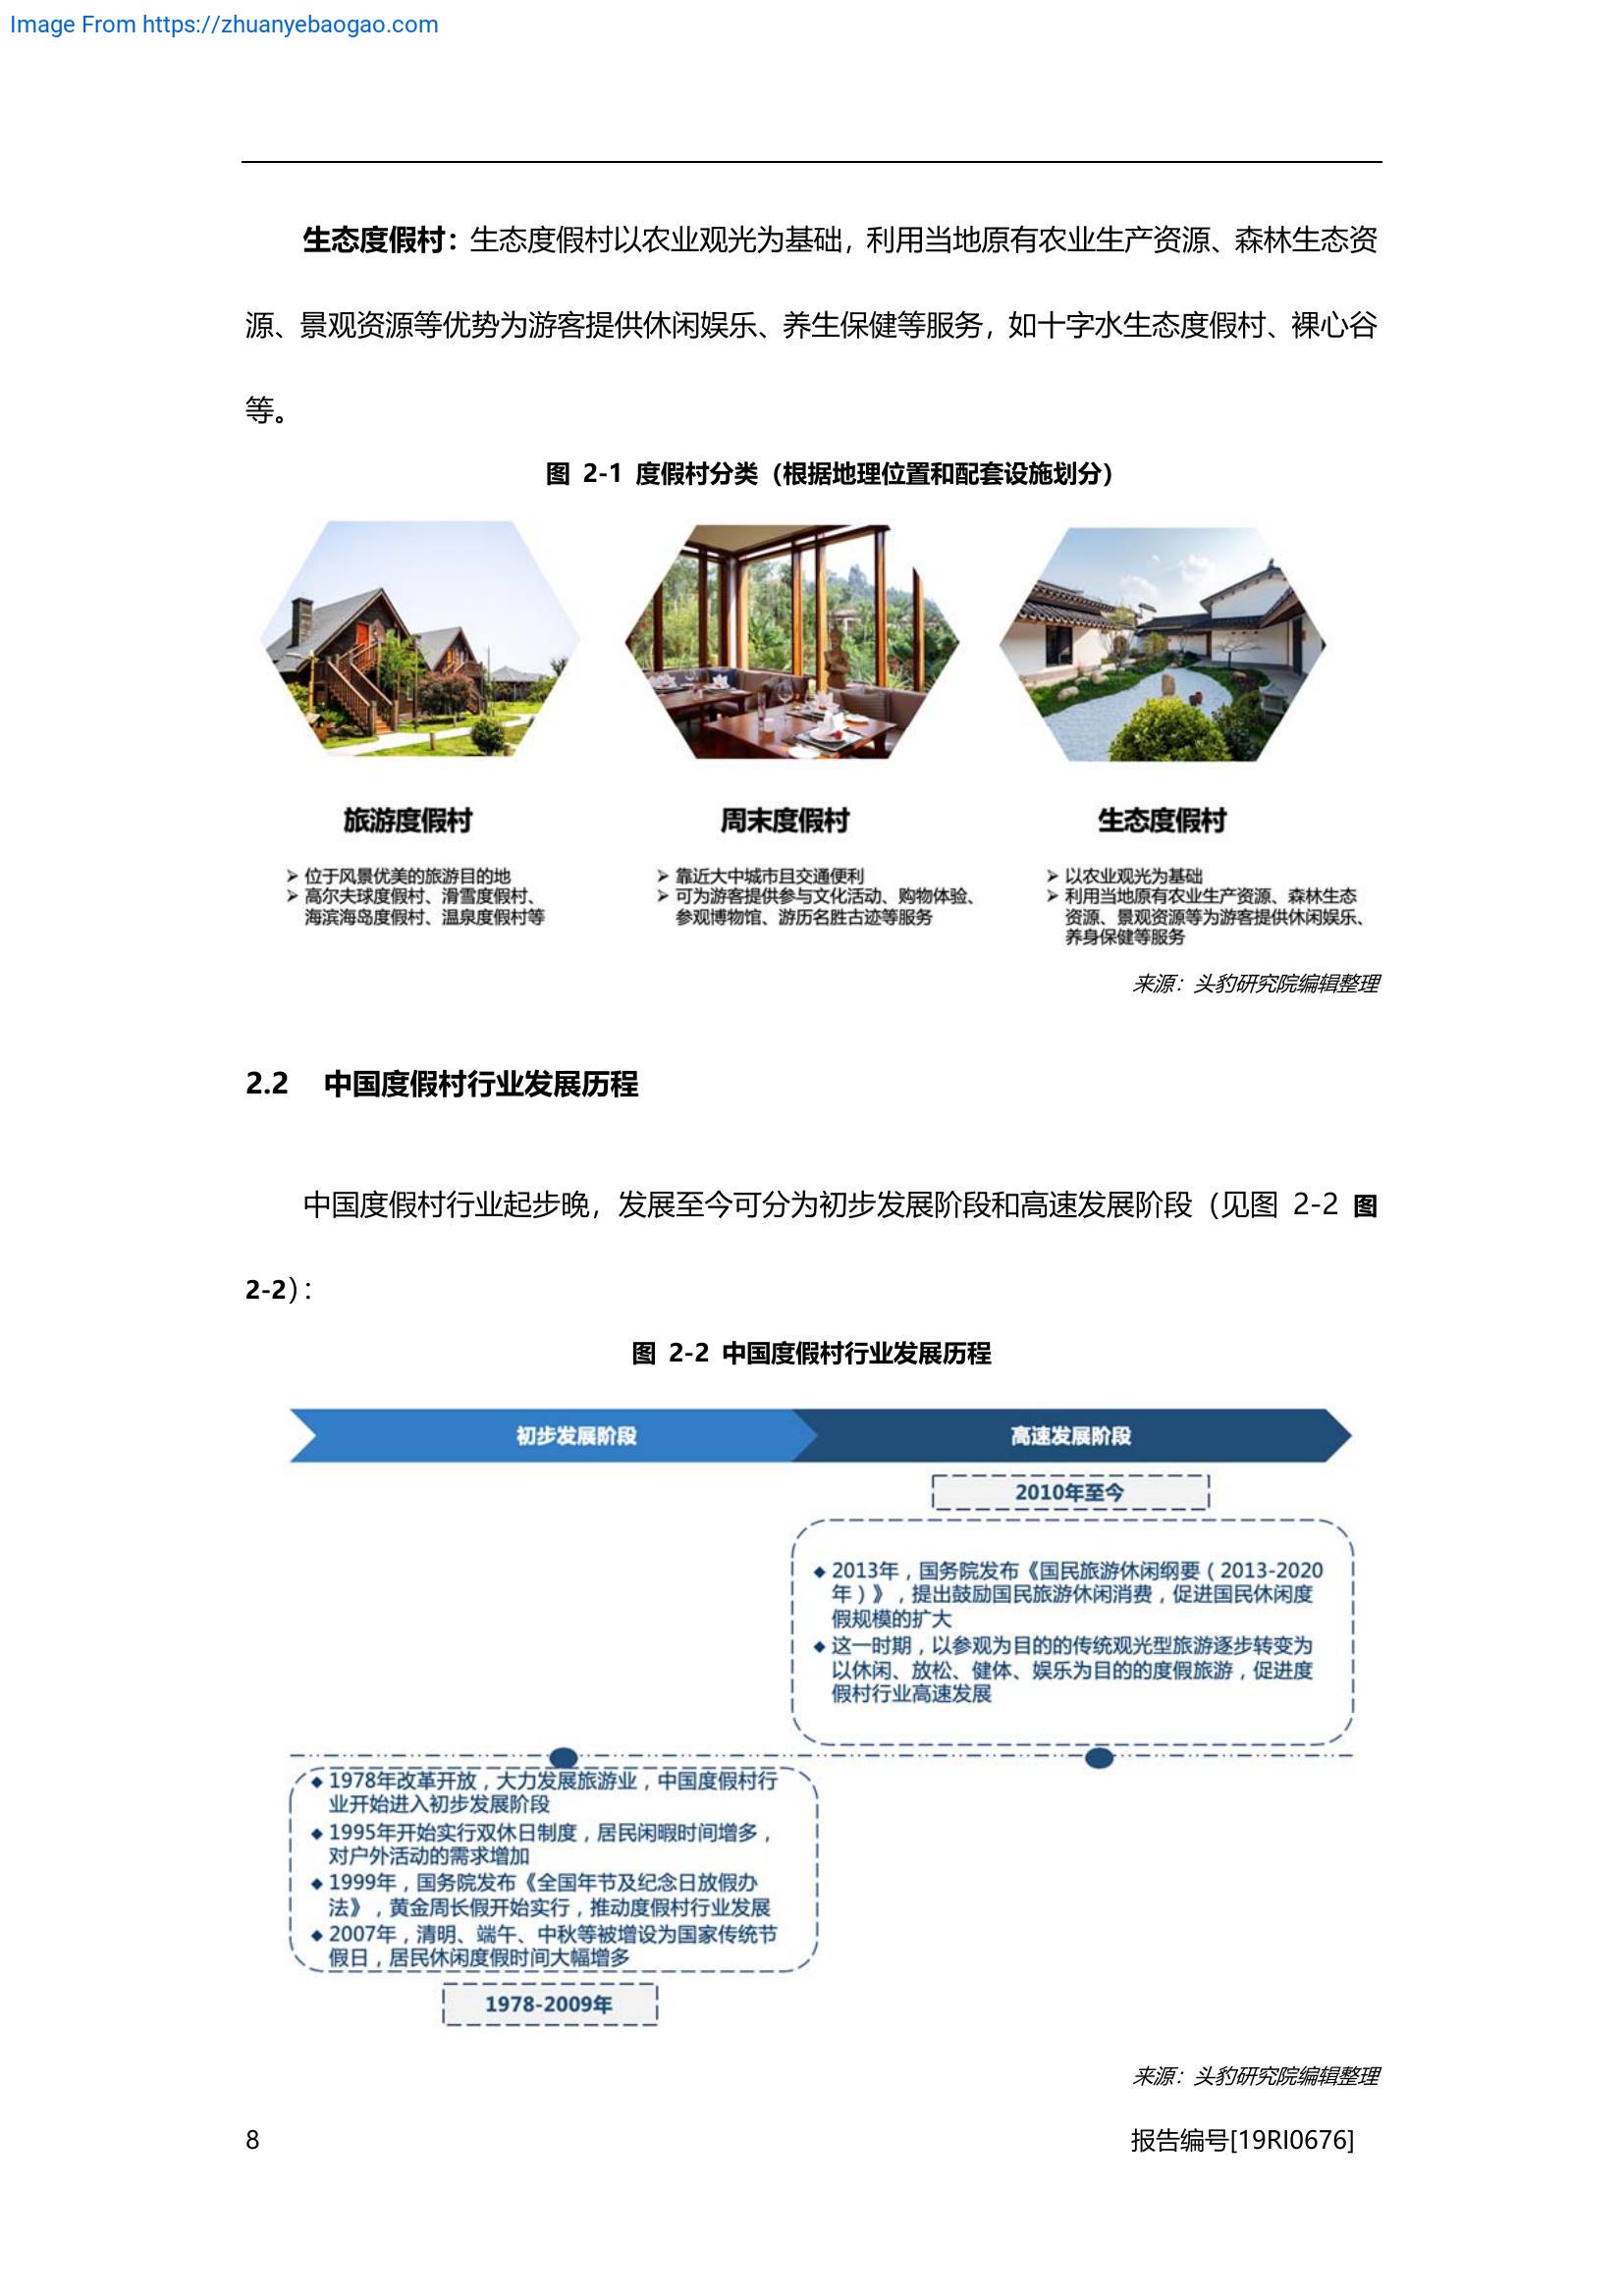 Image From https://zhuanyebaogao.com
生态度假村：生态度假村以农业观光为基础，利用当地原有农业生产资源、森林生态资
源、景观资源等优势为游客提供休闲娱乐、养生保健等服务，如十字水生态度假村、裸心谷
等。
图 2-1 度假村分类（根据地理位置和配套设施划分）
旅游度假村
➢ 位于风景优美的旅游目的地
➢ 高尔夫球度假村、滑雪度假村、
海滨海岛度假村、温泉度假村等
周末度假村
➢ 靠近大中城市且交通便利
➢ 可为游客提供参与文化活动、购物体验、
参观博物馆、游历名胜古迹等服务
生态度假村
➢ 以农业观光为基础
➢ 利用当地原有农业生产资源、森林生态
资源、景观资源等为游客提供休闲娱乐、
养身保健等服务
来源：头豹研究院编辑整理
2.2 中国度假村行业发展历程
中国度假村行业起步晚，发展至今可分为初步发展阶段和高速发展阶段（见图 2-2 图
2-2）：
图 2-2 中国度假村行业发展历程
初步发展阶段
高速发展阶段
2010年至今
◆ 2013年，国务院发布《国民旅游休闲纲要（2013-2020
年）》，提出鼓励国民旅游休闲消费，促进国民休闲度
假规模的扩大
◆ 这一时期，以参观为目的的传统观光型旅游逐步转变为
以休闲、放松、健体、娱乐为目的的度假旅游，促进度
假村行业高速发展
◆ 1978年改革开放，大力发展旅游业，中国度假村行
业开始进入初步发展阶段
◆ 1995年开始实行双休日制度，居民闲暇时间增多，
对户外活动的需求增加
◆ 1999年，国务院发布《全国年节及纪念日放假办
法》，黄金周长假开始实行，推动度假村行业发展
◆ 2007年，清明、端午、中秋等被增设为国家传统节
假日，居民休闲度假时间大幅增多
1978-2009年
来源：头豹研究院编辑整理
8
报告编号[19RI0676]